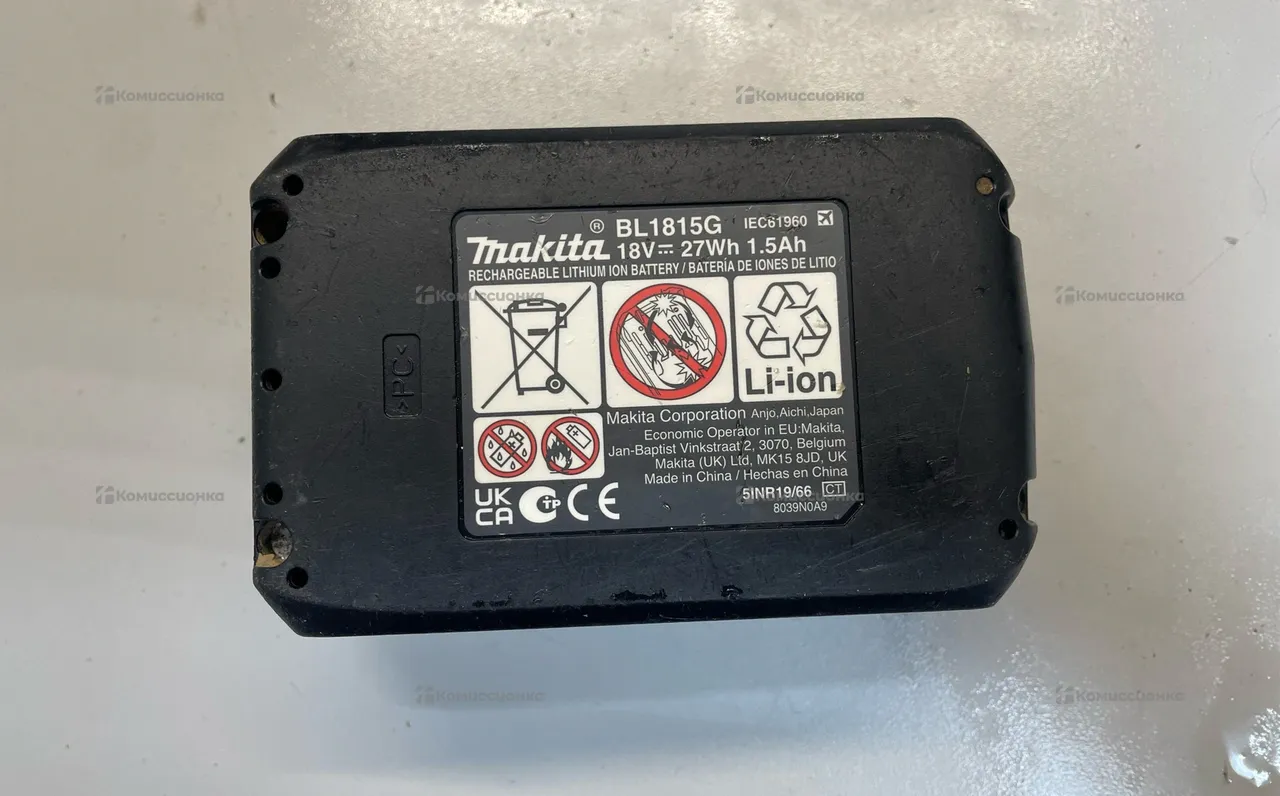 Комиссионка Комиссионка
® BL1815G IEC61960
makita 18V 27Wh 1.5Ah
RECHARGEABLE LITHIUM ION BATTERY / BATERÍA DE IONES DE LITIO
Комиссионка Комиссионка
Li-ion
>PC<
Makita Corporation Anjo,Aichi,Japan
Economic Operator in EU:Makita,
Jan-Baptist Vinkstraat 2, 3070, Belgium
Makita (UK) Ltd, MK15 8JD, UK
Made in China / Hechas en China
UK
CA TP CE
5INR19/66 CT
8039N0A9
Комиссионка Комиссионка
Комиссионка Комиссионка